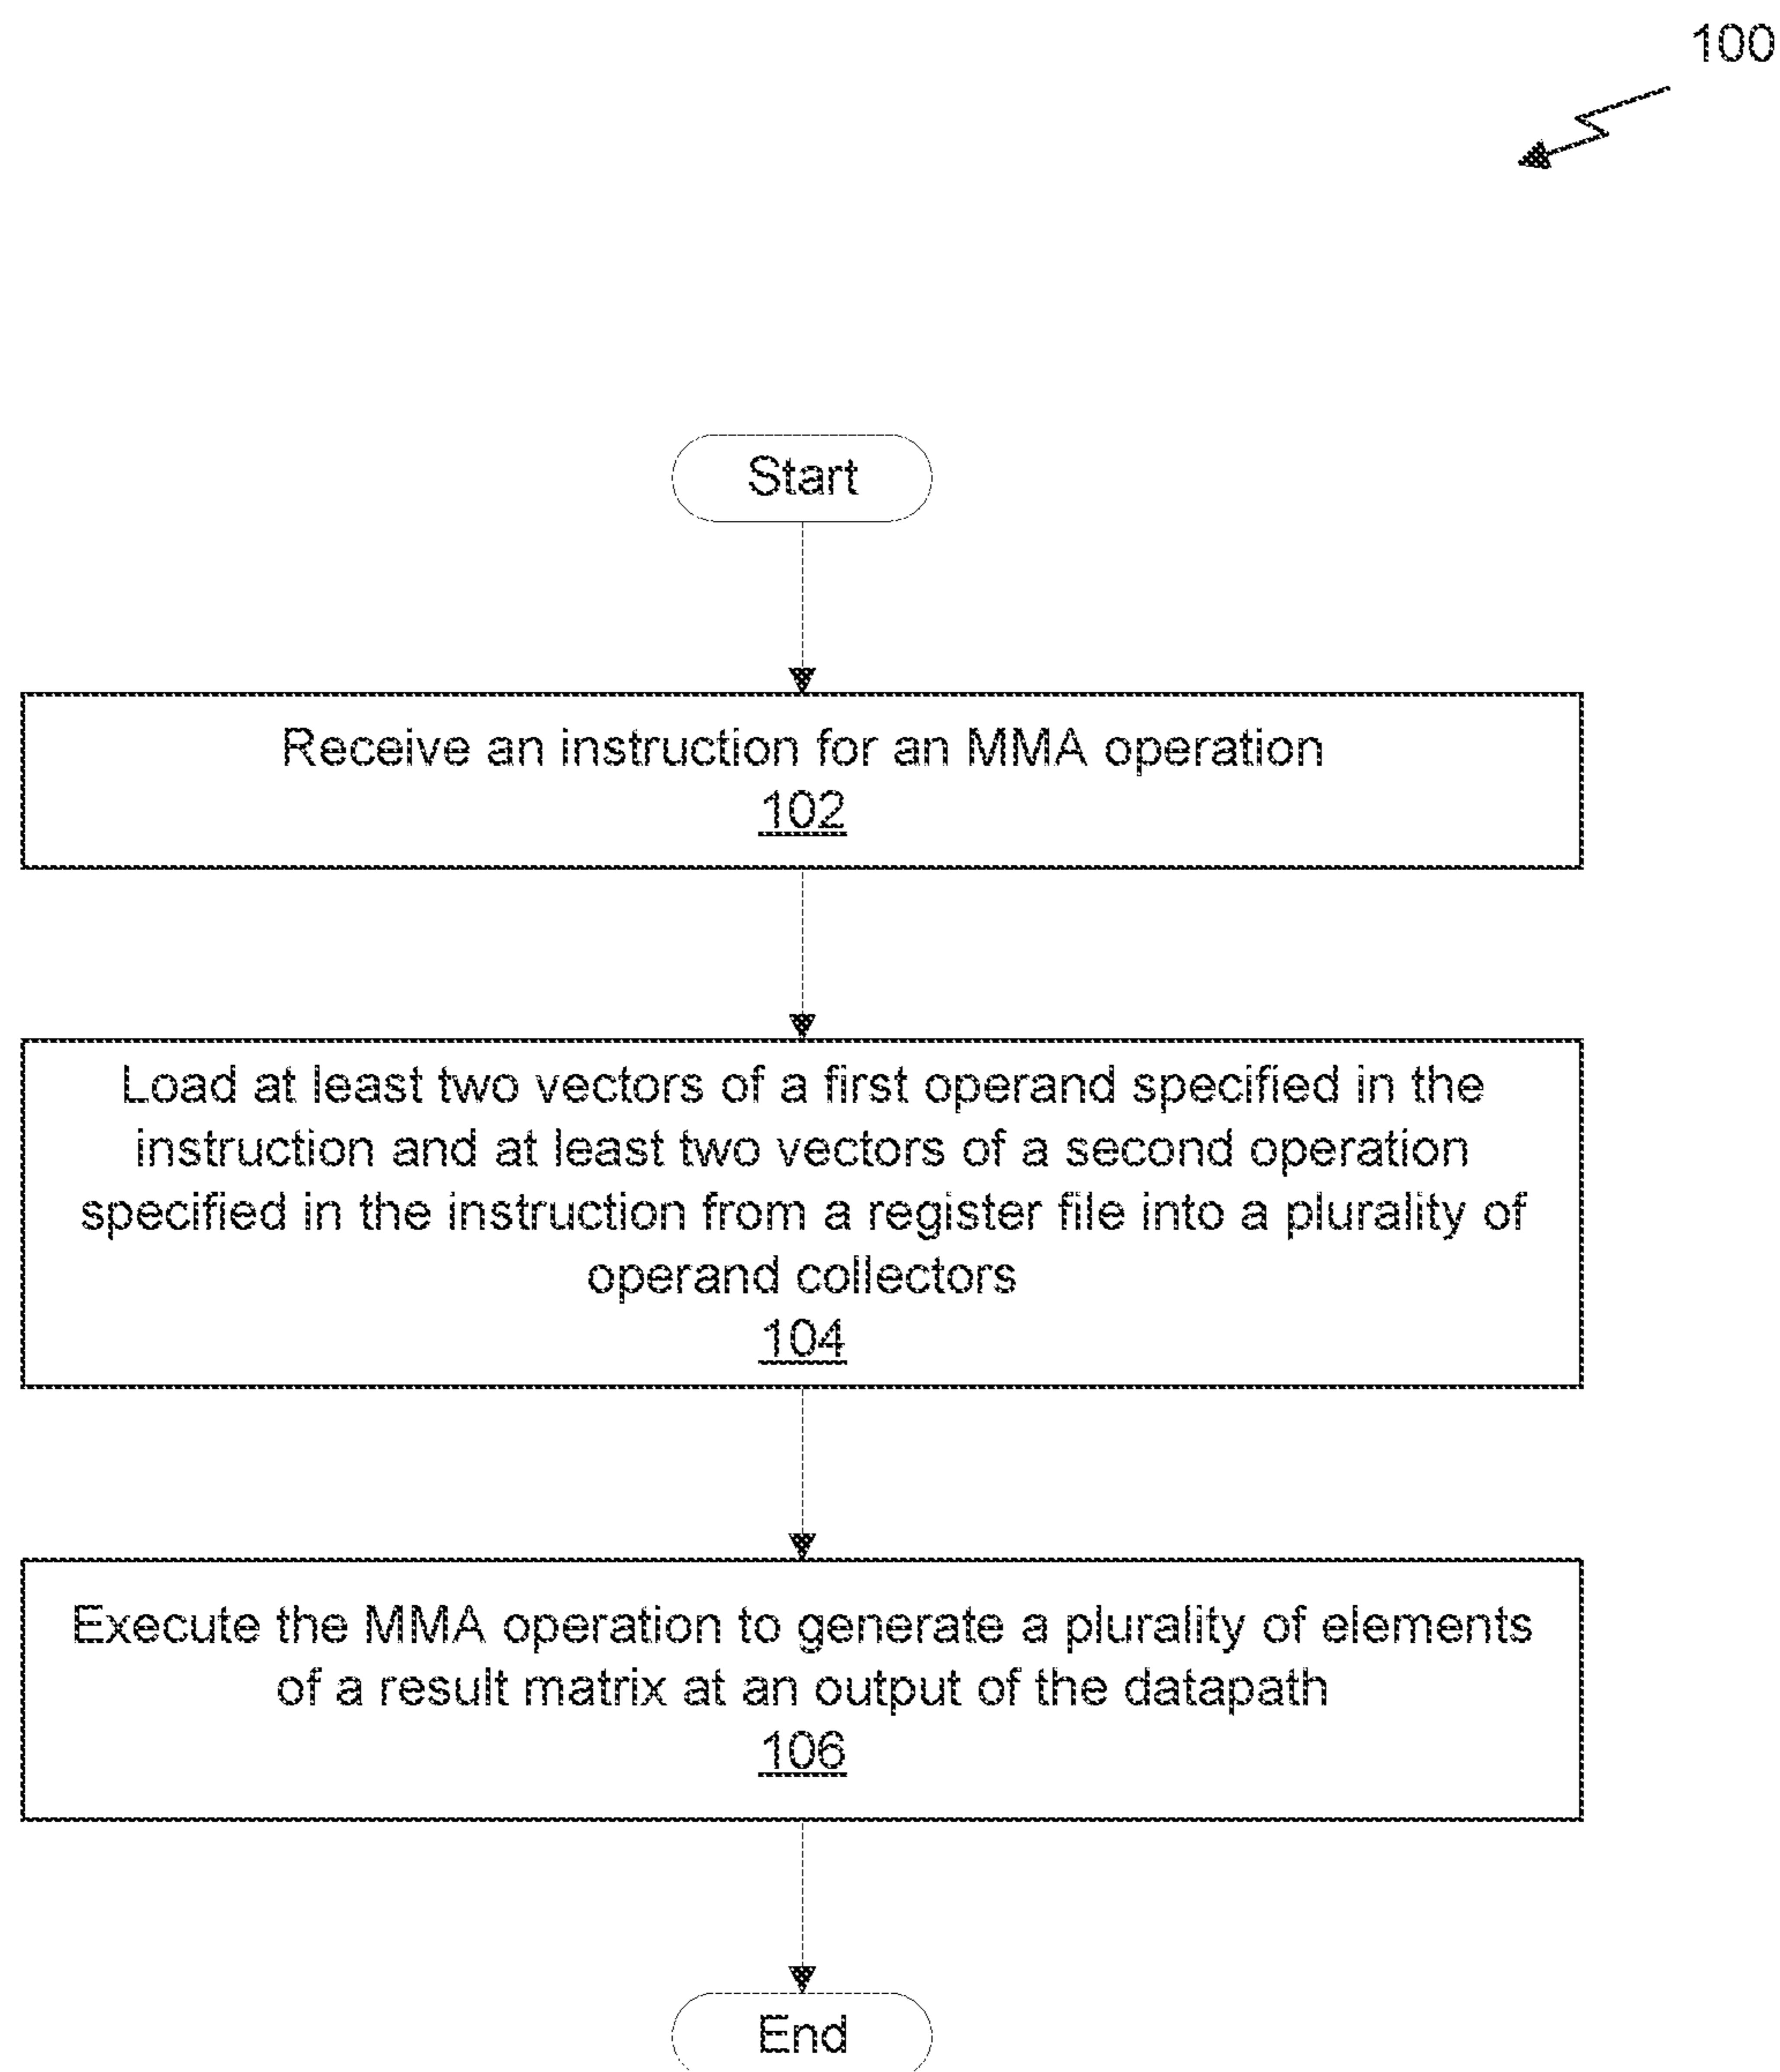 100
Start
Receive an instruction for an MMA operation
102
Load at least two vectors of a first operand specified in the
instruction and at least two vectors of a second operation
specified in the instruction from a register file into a plurality of
operand collectors
104
Execute the MMA operation to generate a plurality of elements
of a result matrix at an output of the datapath
106
End